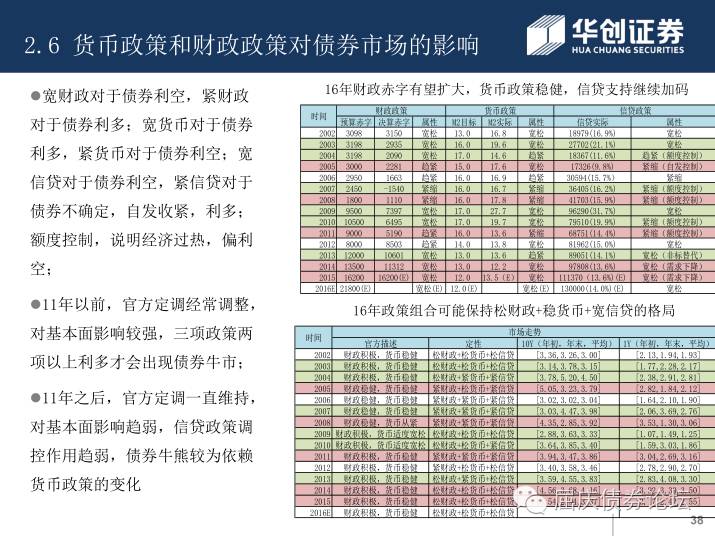 2.6 货币政策和财政政策对债券市场的影响
华创证券
HUA CHUANG SECURITIES
●宽财政对于债券利空，紧财政
对于债券利多；宽货币对于债券
利多，紧货币对于债券利空；宽
信贷对于债券利空，紧信贷对于
债券不确定，自发收紧，利多；
额度控制，说明经济过热，偏利
空；
●11年以前，官方定调经常调整，
对基本面影响较强，三项政策两
项以上利多才会出现债券牛市；
●11年之后，官方定调一直维持，
对基本面影响趋弱，信贷政策调
控作用趋弱，债券牛熊较为依赖
货币政策的变化
16年财政赤字有望扩大，货币政策稳健，信贷支持继续加码
时间 财政政策 货币政策 信贷政策
预算赤字 决算赤字 属性 M2目标 M2实际 属性 信贷实际 属性
2002 3098 3150 宽松 13.0 16.8 宽松 18979(16.9%) 宽松
2003 3198 2935 宽松 16.0 19.6 宽松 27702(21.1%) 宽松
2004 3198 2090 宽松 17.0 14.6 趋紧 18367(11.6%) 趋紧（额度控制）
2005 3000 2281 趋紧 15.0 17.6 宽松 17326(9.8%) 紧缩（自发控制）
2006 2950 1663 趋紧 16.0 16.9 趋紧 30594(15.7%) 紧缩
2007 2450 -1540 紧缩 16.0 16.7 紧缩 36405(16.2%) 紧缩（额度控制）
2008 1800 1110 紧缩 16.0 17.8 紧缩 41703(15.9%) 紧缩（额度控制）
2009 9500 7397 宽松 17.0 27.7 宽松 96290(31.7%) 宽松
2010 10500 6495 宽松 17.0 19.7 宽松 79510(19.9%) 紧缩（额度控制）
2011 9000 5190 趋紧 16.0 13.6 紧缩 68751(14.4%) 紧缩（额度控制）
2012 8000 8503 趋紧 14.0 13.8 宽松 81962(15.0%) 宽松
2013 12000 10601 宽松 13.0 13.6 趋紧 89051(14.1%) 宽松（非标替代）
2014 13500 11312 宽松 13.0 12.2 宽松 97808(13.6%) 宽松（需求下降）
2015 16200 16200(E) 宽松 12.0 13.5 (E) 宽松 111370 (13.6%)(E) 宽松（需求下降）
2016E 21800(E) 宽松(E) 12.0(E) 宽松(E) 130000(14.0%)(E) 宽松
16年政策组合可能保持松财政+稳货币+宽信贷的格局
时间 市场走势
官方描述 定性 10Y（年初，年末，平均） 1Y（年初，年末，平均）
2002 财政积极，货币稳健 松财政+松货币+松信贷 [3.36,3.26,3.00] [2.13,1.94,1.93]
2003 财政积极，货币稳健 松财政+松货币+松信贷 [3.14,3.78,3.15] [1.77,2.28,2.17]
2004 财政积极，货币稳健 松财政+紧货币+紧信贷 [3.78,5.20,4.50] [2.38,2.91,2.81]
2005 财政稳健，货币稳健 紧财政+松货币+紧信贷 [5.05,3.23,3.79] [2.82,1.84,2.12]
2006 财政稳健，货币稳健 紧财政+紧货币+紧信贷 [3.02,3.02,3.04] [1.64,2.10,1.90]
2007 财政稳健，货币稳健 紧财政+紧货币+紧信贷 [3.03,4.47,3.98] [2.06,3.69,2.76]
2008 财政稳健，货币从紧 紧财政+紧货币+紧信贷 [4.35,2.85,3.92] [3.53,1.30,3.06]
2009 财政积极，货币适度宽松 松财政+松货币+松信贷 [2.88,3.63,3.33] [1.07,1.49,1.25]
2010 财政积极，货币适度宽松 松财政+松货币+紧信贷 [3.64,3.85,3.40] [1.59,3.03,1.86]
2011 财政积极，货币稳健 紧财政+紧货币+紧信贷 [3.94,3.47,3.86] [3.04,2.69,3.16]
2012 财政积极，货币稳健 紧财政+松货币+松信贷 [3.40,3.58,3.46] [2.78,2.90,2.70]
2013 财政积极，货币稳健 松财政+紧货币+松信贷 [3.59,4.55,3.83] [2.83,4.08,3.30]
2014 财政积极，货币稳健 松财政+松货币+松信贷
2015 财政积极，货币稳健 松财政+松货币+松信贷
2016E 财政积极，货币稳健 松财政+松货币+松信贷
屈庆债券论坛
38